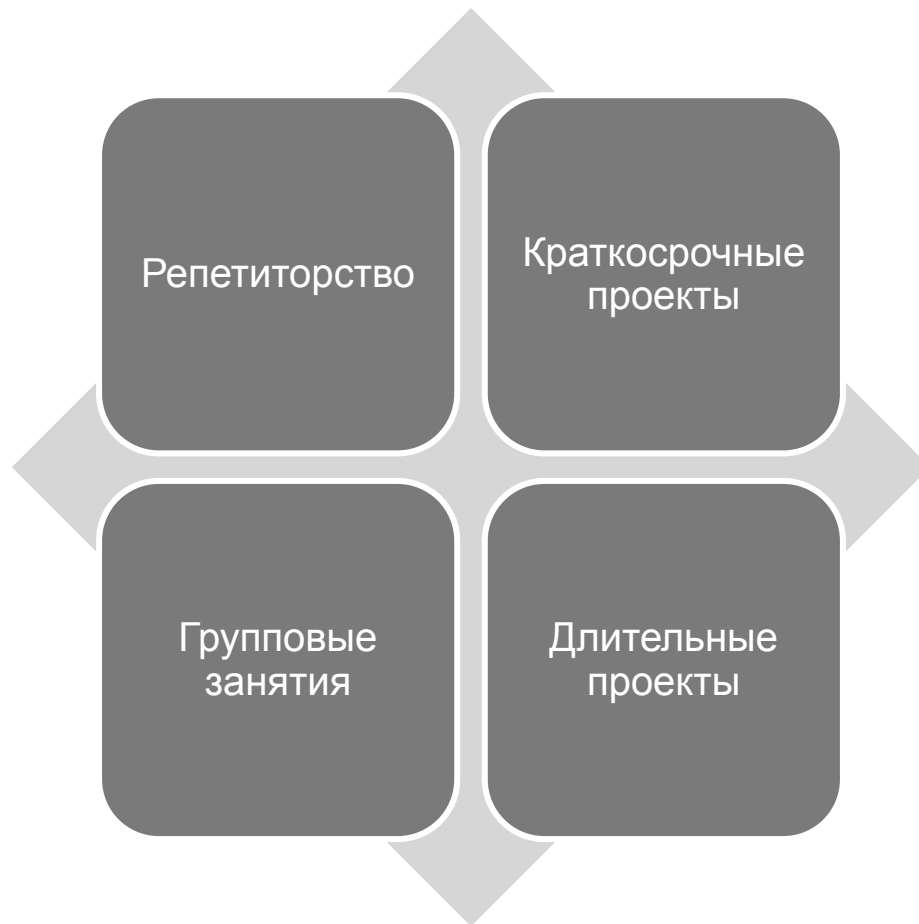 Репетиторство
Краткосрочные
проекты
Групповые
занятия
Длительные
проекты